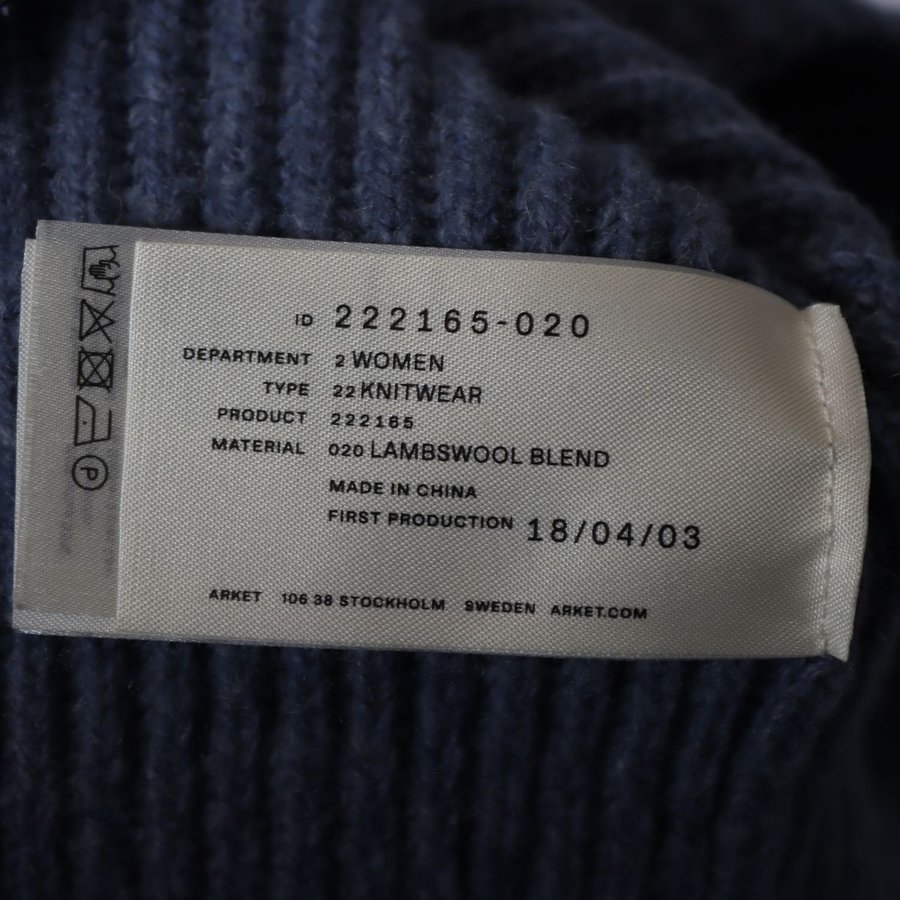 ID 222165-020
DEPARTMENT 2 WOMEN
TYPE 22 KNITWEAR
PRODUCT 222165
MATERIAL 020 LAMBSWOOL BLEND
MADE IN CHINA
FIRST PRODUCTION 18/04/03
ARKET 106 38 STOCKHOLM SWEDEN ARKET.COM
P